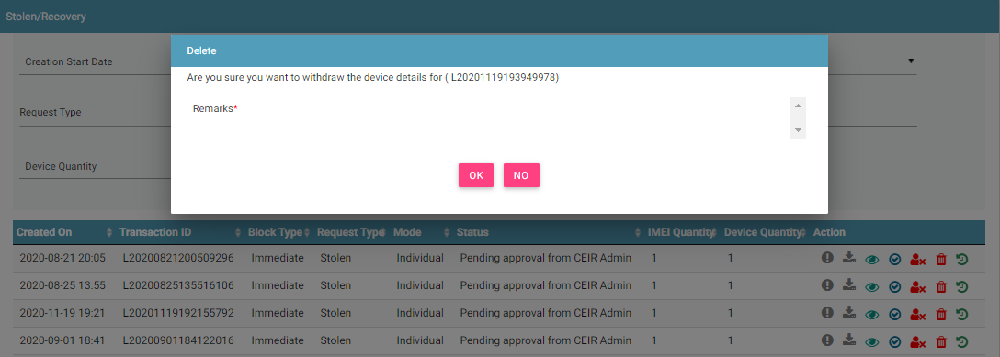 Stolen/Recovery
Delete
Are you sure you want to withdraw the device details for ( L20201119193949978)
Creation Start Date
Remarks*
Request Type
Device Quantity
OK NO
Created On Transaction ID Block Type Request Type Mode Status IMEI Quantity Device Quantity Action
2020-08-21 20:05 L20200821200509296 Immediate Stolen Individual Pending approval from CEIR Admin 1 1
2020-08-25 13:55 L20200825135516106 Immediate Stolen Individual Pending approval from CEIR Admin 1 1
2020-11-19 19:21 L20201119192155792 Immediate Stolen Individual Pending approval from CEIR Admin 1 1
2020-09-01 18:41 L20200901184122016 Immediate Stolen Individual Pending approval from CEIR Admin 1 1